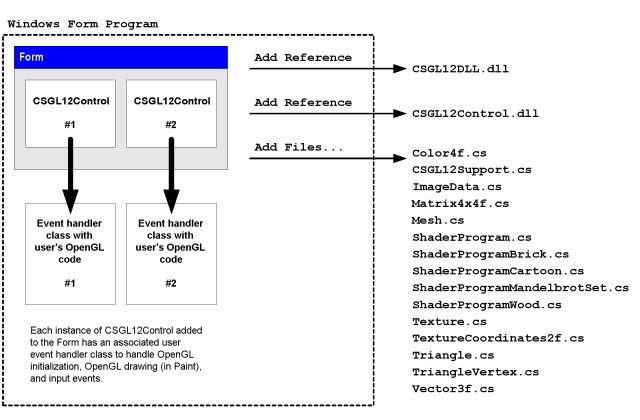 Windows Form Program
Form
CSGL12Control
#1
CSGL12Control
#2
Event handler
class with
user's OpenGL
code
#1
Event handler
class with
user's OpenGL
code
#2
Each instance of CSGL12Control added
to the Form has an associated user
event handler class to handle OpenGL
initialization, OpenGL drawing (in Paint),
and input events.
Add Reference
CSGL12DLL.dll
Add Reference
CSGL12Control.dll
Add Files...
Color4f.cs
CSGL12Support.cs
ImageData.cs
Matrix4x4f.cs
Mesh.cs
ShaderProgram.cs
ShaderProgramBrick.cs
ShaderProgramCartoon.cs
ShaderProgramMandelbrotSet.cs
ShaderProgramWood.cs
Texture.cs
TextureCoordinates2f.cs
Triangle.cs
TriangleVertex.cs
Vector3f.cs